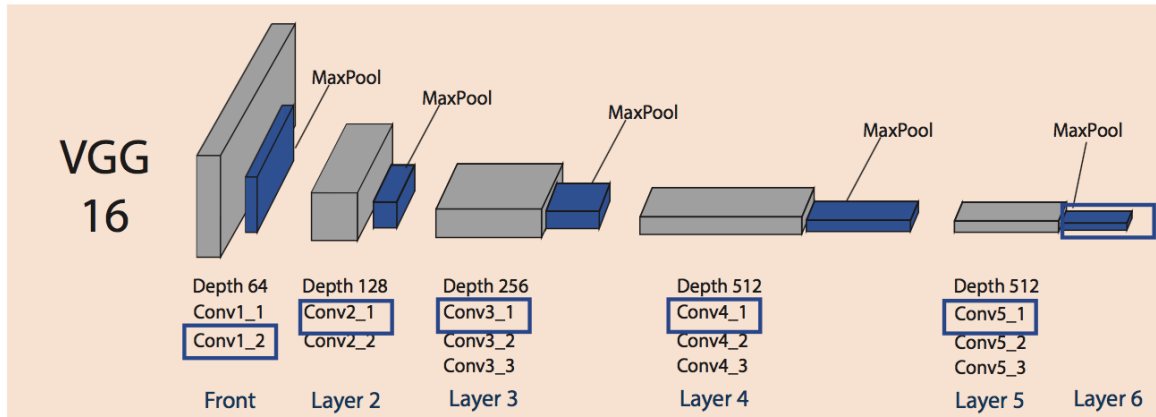 VGG
16
MaxPool
MaxPool
MaxPool
MaxPool
MaxPool
Depth 64
Conv1_1
Conv1_2
Front
Depth 128
Conv2_1
Conv2_2
Layer 2
Depth 256
Conv3_1
Conv3_2
Conv3_3
Layer 3
Depth 512
Conv4_1
Conv4_2
Conv4_3
Layer 4
Depth 512
Conv5_1
Conv5_2
Conv5_3
Layer 5
Layer 6